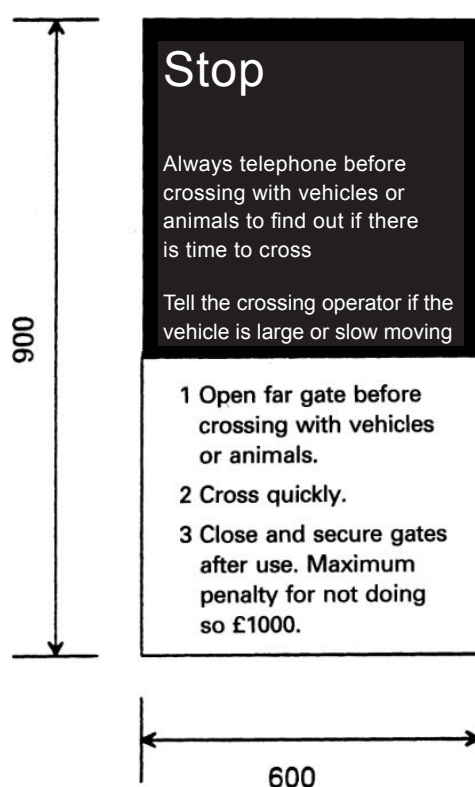 Stop
Always telephone before
crossing with vehicles or
animals to find out if there
is time to cross
Tell the crossing operator if the
vehicle is large or slow moving
1 Open far gate before
crossing with vehicles
or animals.
2 Cross quickly.
3 Close and secure gates
after use. Maximum
penalty for not doing
so £1000.
900
600